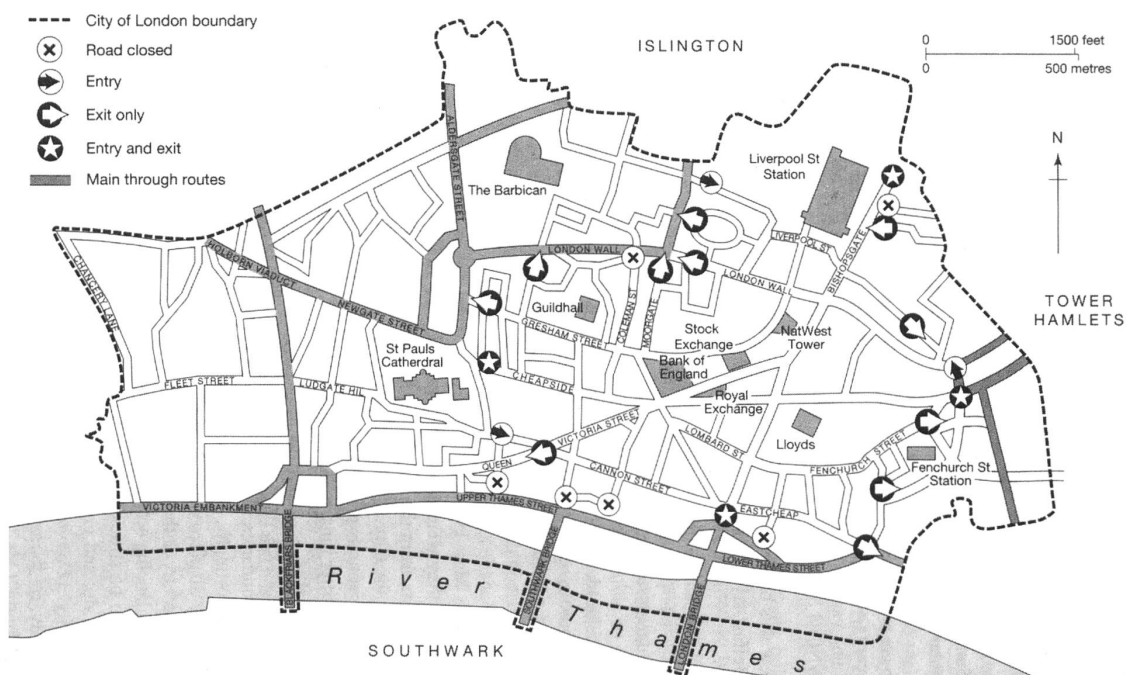 City of London boundary
Road closed
Entry
Exit only
Entry and exit
Main through routes
ISLINGTON
0 1500 feet
0 500 metres
N
ALDERSGATE STREET
The Barbican
Liverpool St
Station
LIVERPOOL ST
BISHOPSGATE
LONDON WALL
LONDON WALL
CHANCERY LANE
HOLBORN VIADUCT
NEWGATE STREET
Guildhall
COLEMAN ST
MOORGATE
GRESHAM STREET
Stock
Exchange
NatWest
Tower
TOWER
HAMLETS
St Pauls
Catherdral
Bank of
England
CHEAPSIDE
Royal
Exchange
FLEET STREET
LUDGATE HIL
QUEEN
VICTORIA STREET
LOMBARD ST
Lloyds
FENCHURCH STREET
Fenchurch St
Station
CANNON STREET
UPPER THAMES STREET
EASTCHEAP
VICTORIA EMBANKMENT
LOWER THAMES STREET
BLACKFRIARS BRIDGE
SOUTHWARK BRIDGE
LONDON BRIDGE
River Thames
SOUTHWARK